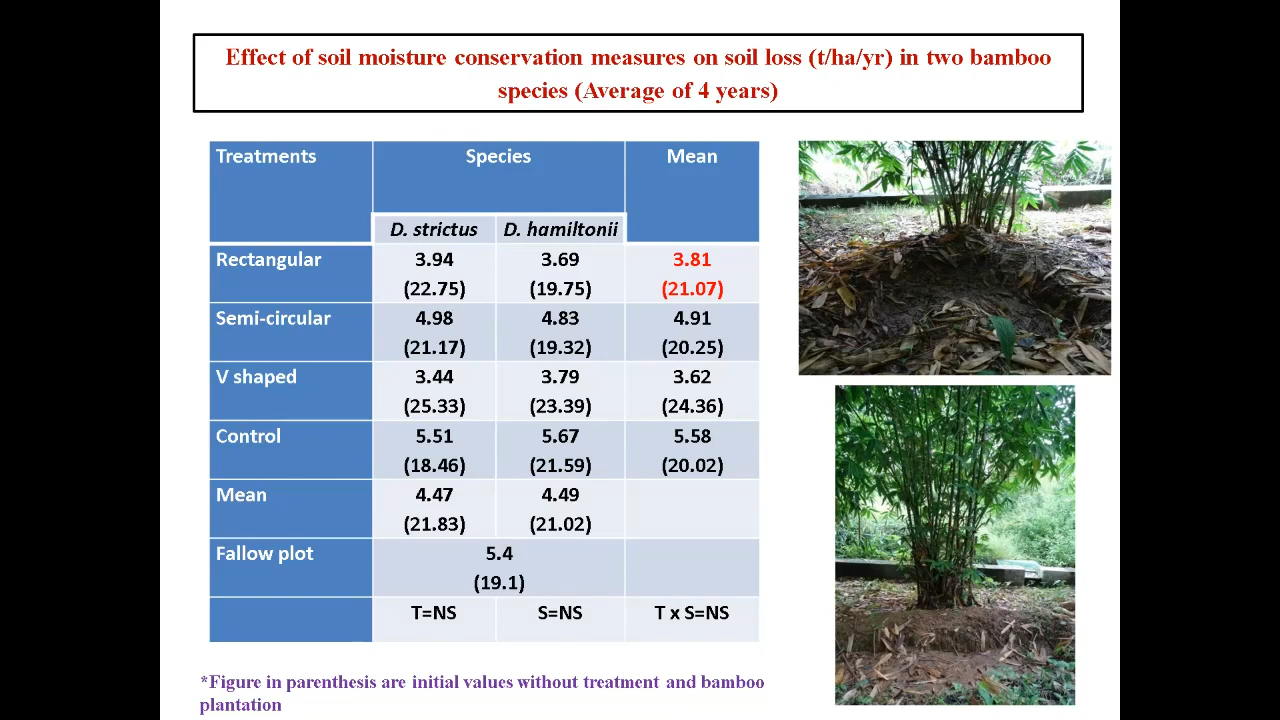 Effect of soil moisture conservation measures on soil loss (t/ha/yr) in two bamboo
species (Average of 4 years)
Treatments Species Mean
D. strictus D. hamiltonii
Rectangular 3.94 3.69 3.81
(22.75) (19.75) (21.07)
Semi-circular 4.98 4.83 4.91
(21.17) (19.32) (20.25)
V shaped 3.44 3.79 3.62
(25.33) (23.39) (24.36)
Control 5.51 5.67 5.58
(18.46) (21.59) (20.02)
Mean 4.47 4.49
(21.83) (21.02)
Fallow plot 5.4
(19.1)
T=NS S=NS T x S=NS
*Figure in parenthesis are initial values without treatment and bamboo
plantation